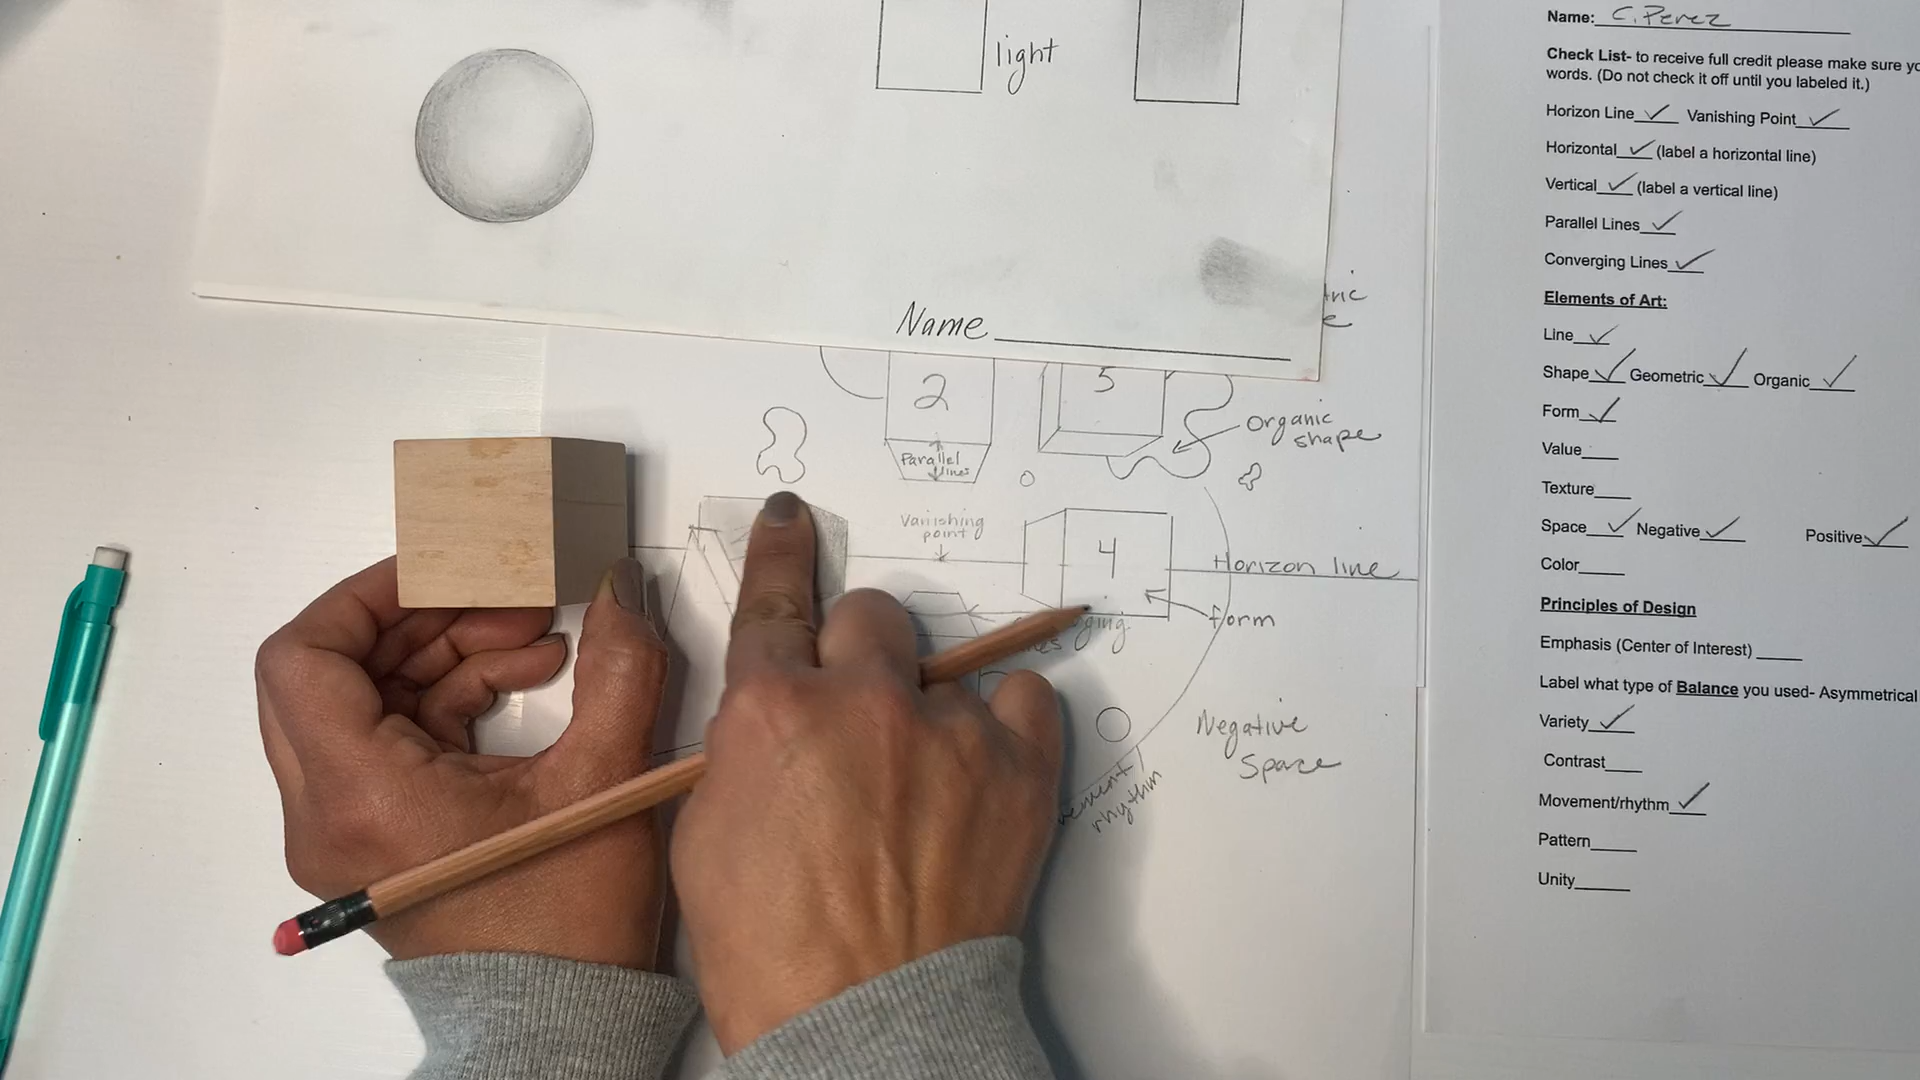 light
Name
2
5
Organic
shape
Parallel
lines
Vanishing
point
4
Horizon line
form
Negative
Space
rhythm
Name: C. Perez
Check List- to receive full credit please make sure
words. (Do not check it off until you labeled it.)
Horizon Line ✓ Vanishing Point ✓
Horizontal ✓ (label a horizontal line)
Vertical ✓ (label a vertical line)
Parallel Lines ✓
Converging Lines ✓
Elements of Art:
Line ✓
Shape ✓ Geometric ✓ Organic ✓
Form ✓
Value
Texture
Space ✓ Negative ✓ Positive ✓
Color
Principles of Design
Emphasis (Center of Interest)
Label what type of Balance you used- Asymmetrical
Variety ✓
Contrast
Movement/rhythm ✓
Pattern
Unity